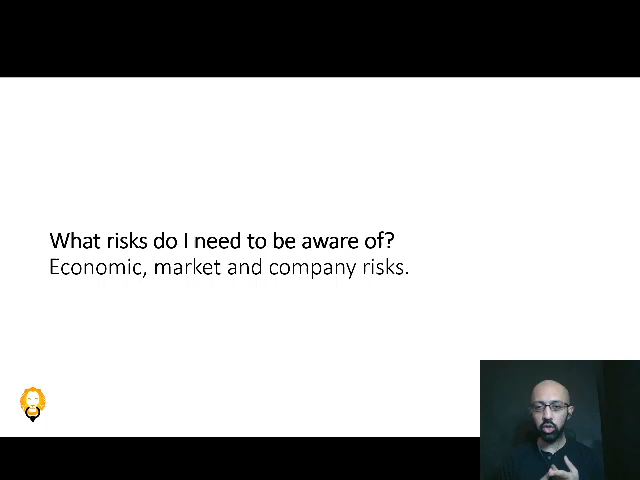 What risks do I need to be aware of?
Economic, market and company risks.